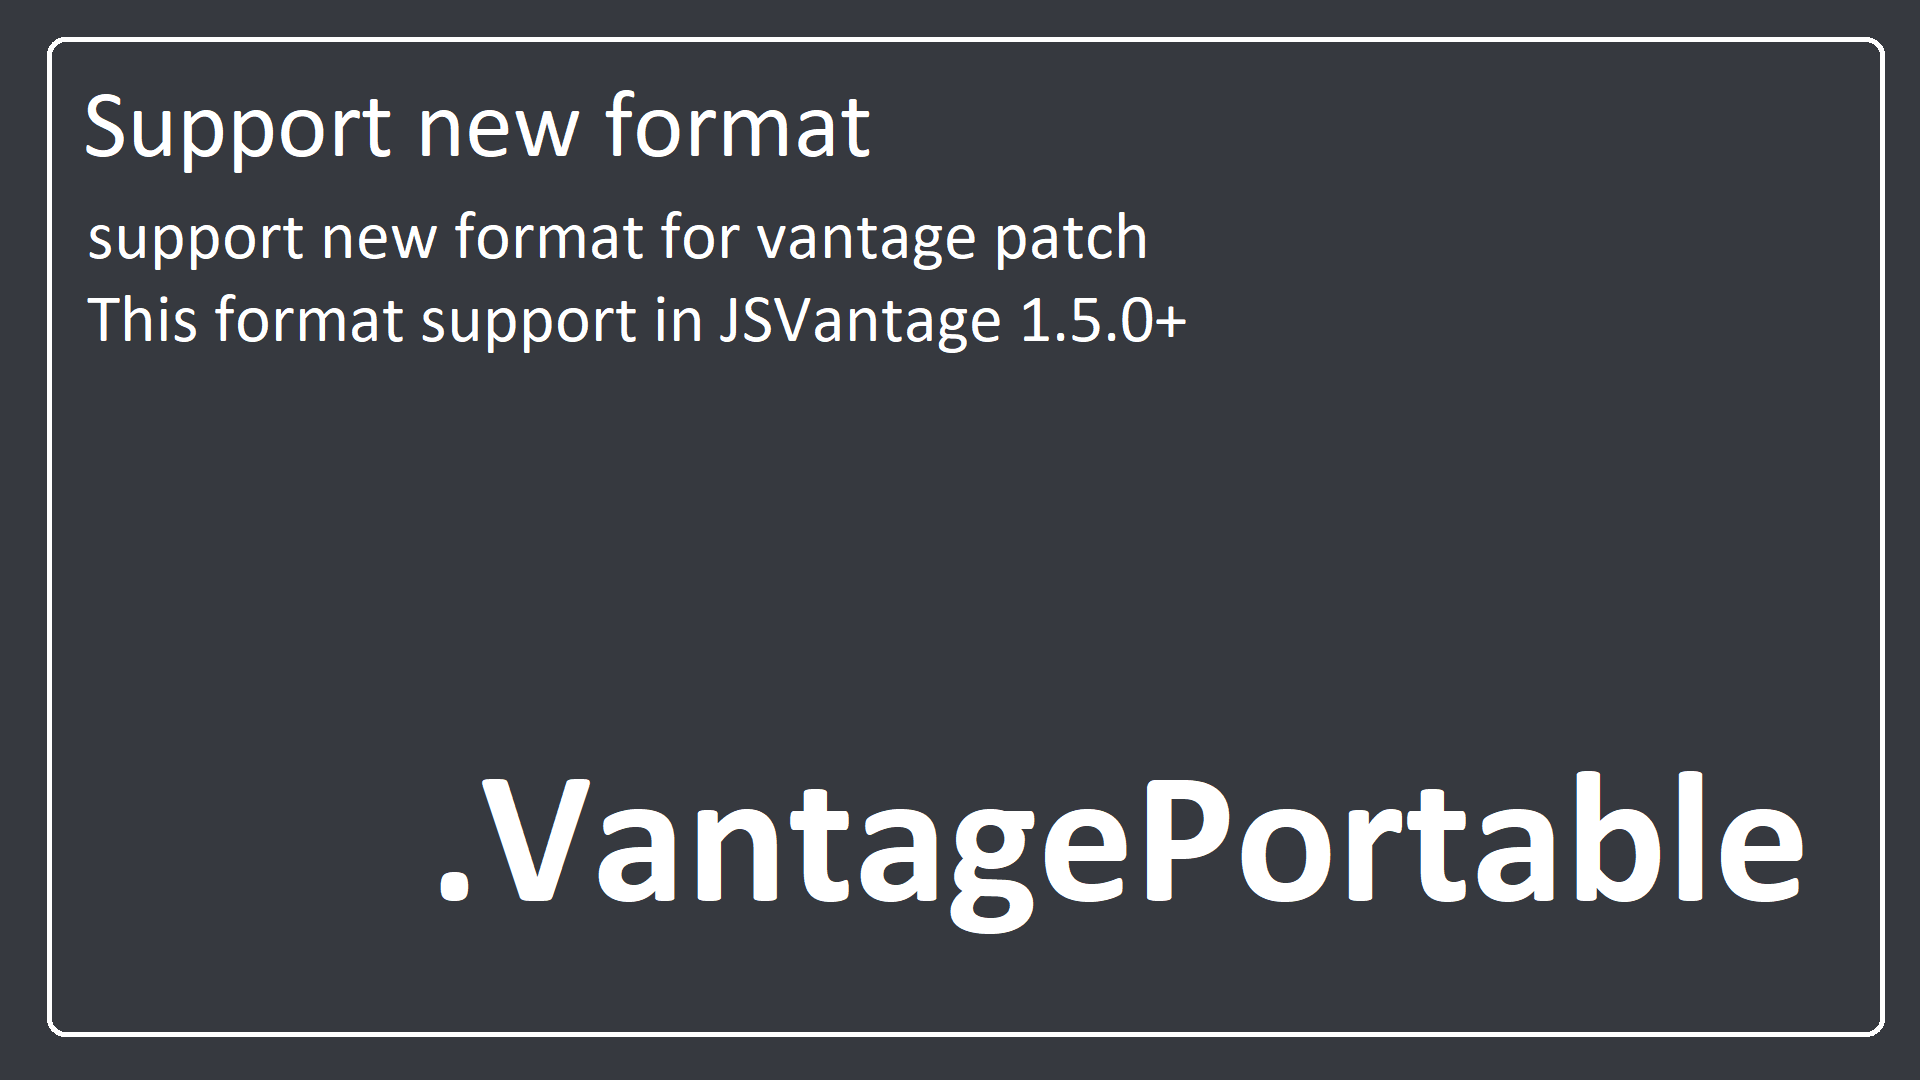 Support new format
support new format for vantage patch
This format support in JSVantage 1.5.0+
.VantagePortable